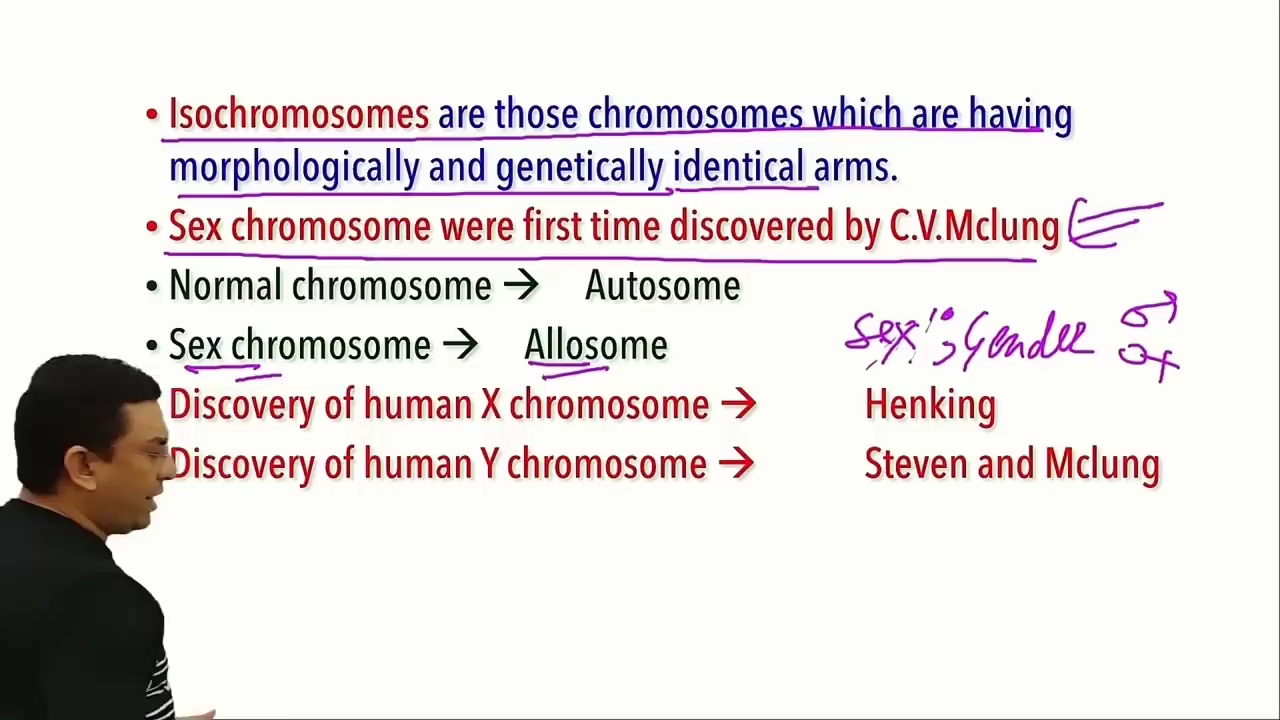 • Isochromosomes are those chromosomes which are having
morphologically and genetically identical arms.
• Sex chromosome were first time discovered by C.V.Mclung
• Normal chromosome → Autosome
• Sex chromosome → Allosome
Sex ; Gender ♂
♀
Discovery of human X chromosome → Henking
Discovery of human Y chromosome → Steven and Mclung